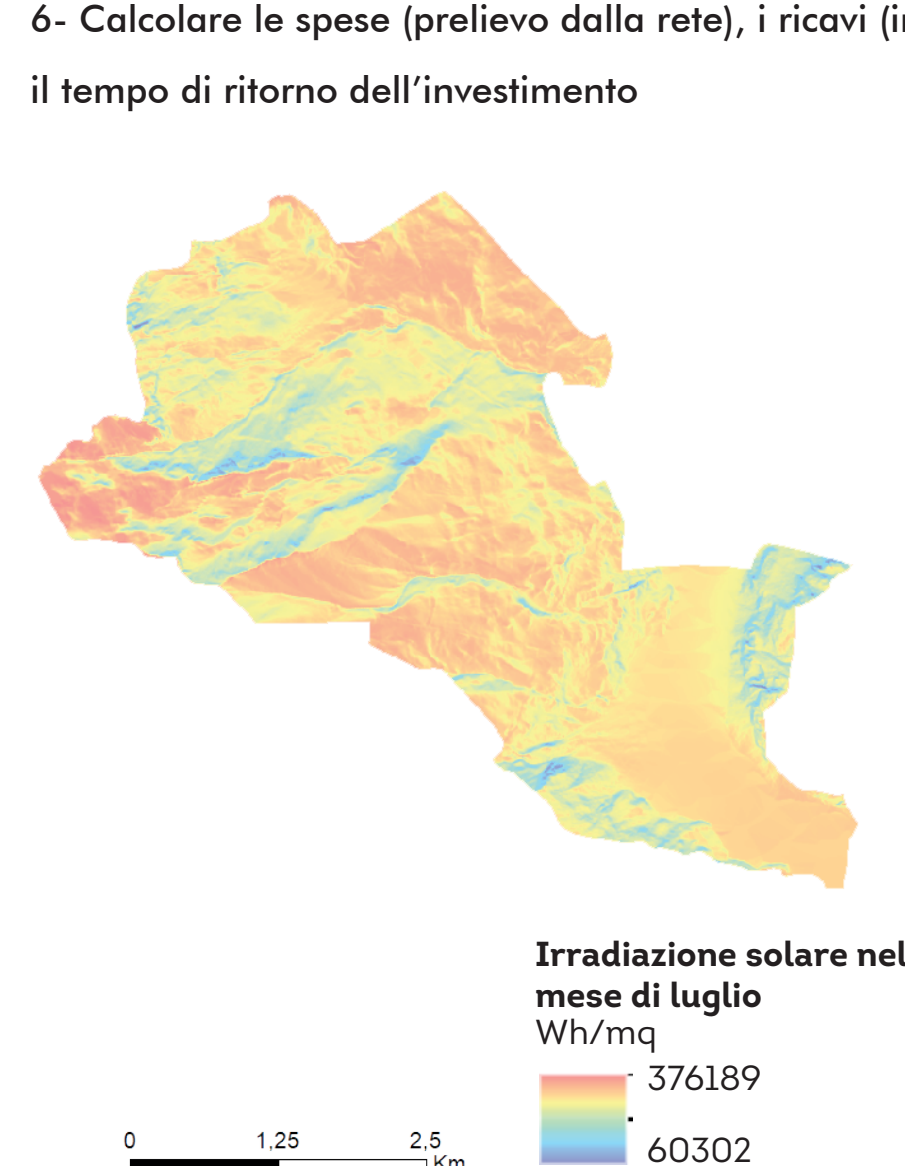 6- Calcolare le spese (prelievo dalla rete), i ricavi
il tempo di ritorno dell'investimento
Irradiazione solare nel
mese di luglio
Wh/mq
376189
60302
0 1,25 2,5
Km